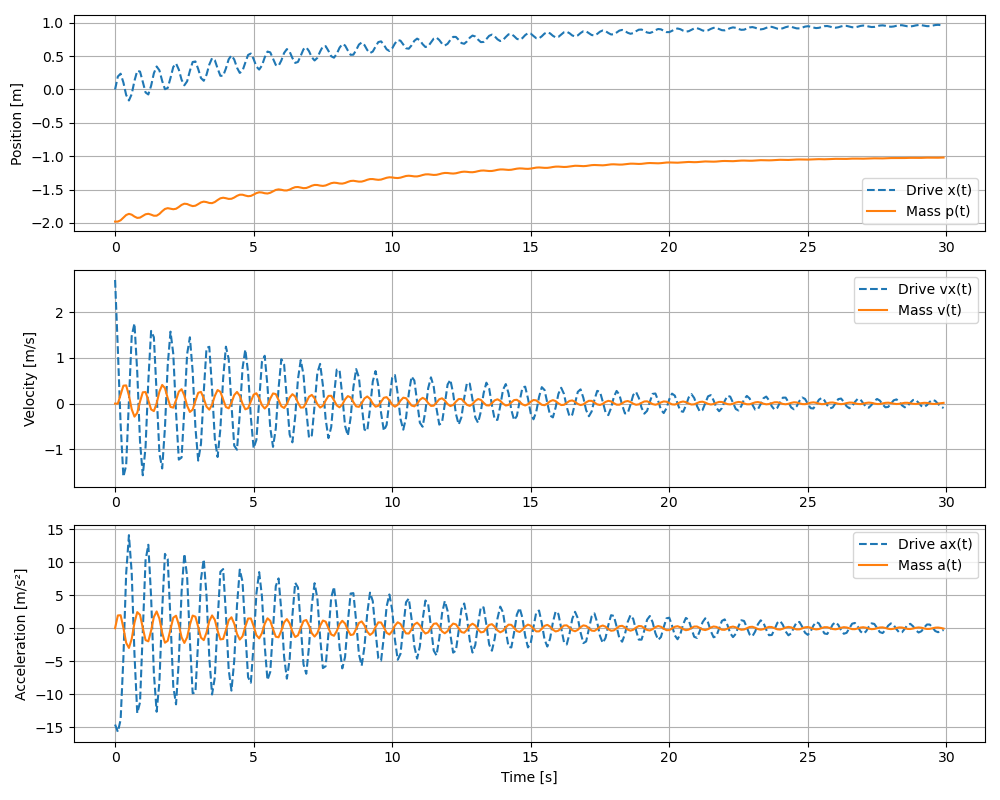 1.0
0.5
0.0
−0.5
−1.0
−1.5
−2.0
Position [m]
Drive x(t)
Mass p(t)
0 5 10 15 20 25 30
2
1
0
−1
Velocity [m/s]
Drive vx(t)
Mass v(t)
0 5 10 15 20 25 30
15
10
5
0
−5
−10
−15
Acceleration [m/s²]
Drive ax(t)
Mass a(t)
0 5 10 15 20 25 30
Time [s]